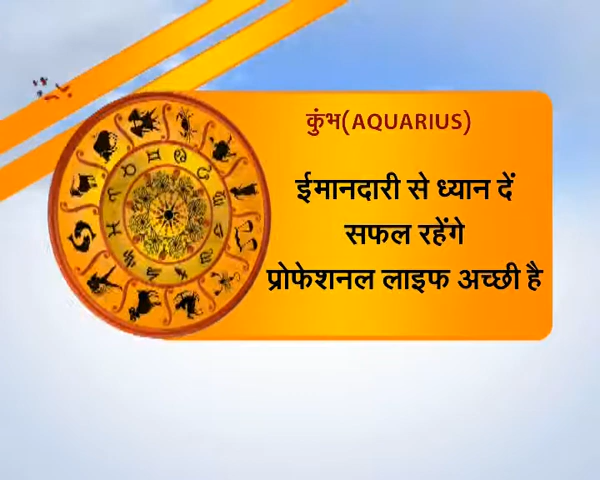 कुंभ(AQUARIUS)
ईमानदारी से ध्यान दें
सफल रहेंगे
प्रोफेशनल लाइफ अच्छी है